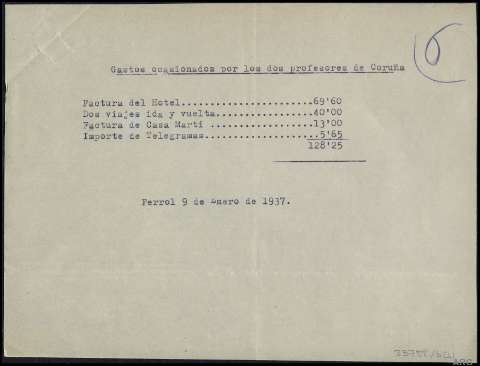 6
Gastos ocasionados por los dos profesores de Coruña
Factura del Hotel.......................69'60
Dos viajes ida y vuelta.................40'00
Factura de Casa Martí ..................13'00
Importe de Telegramas...................5'65
128'25
Ferrol 9 de Enero de 1937.
ARG